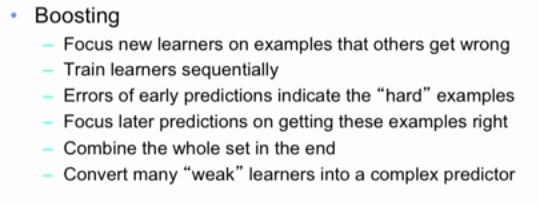 • Boosting
– Focus new learners on examples that others get wrong
– Train learners sequentially
– Errors of early predictions indicate the “hard” examples
– Focus later predictions on getting these examples right
– Combine the whole set in the end
– Convert many “weak” learners into a complex predictor